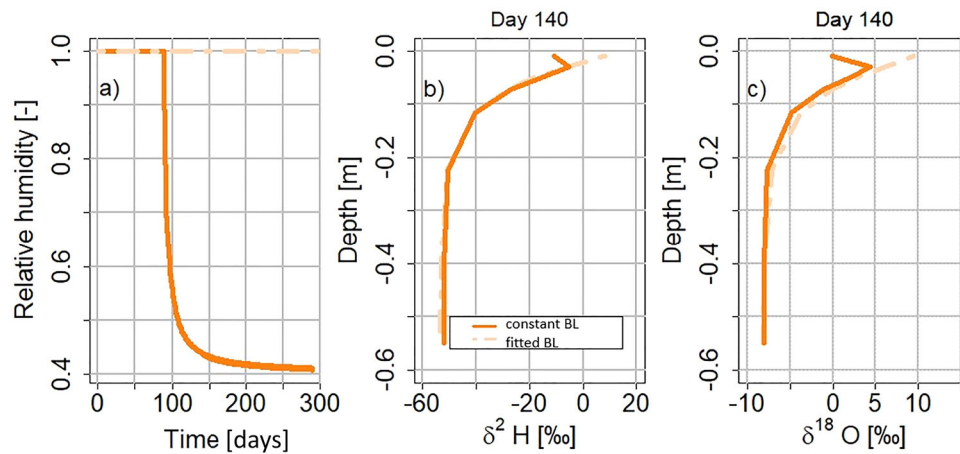 Day 140
Day 140
a)
b)
c)
Relative humidity [-]
1.0
0.8
0.6
0.4
0
100
200
300
Time [days]
Depth [m]
0.0
-0.2
-0.4
-0.6
constant BL
fitted BL
-60
-40
-20
0
20
δ² H [‰]
Depth [m]
0.0
-0.2
-0.4
-0.6
-10
-5
0
5
10
δ¹⁸ O [‰]